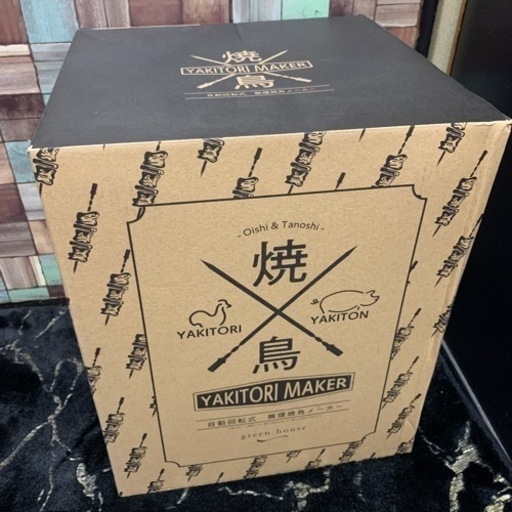 焼
YAKITORI MAKER
鳥
自動回転式 無煙焼鳥メーカー
- Oishi & Tanoshi -
焼
YAKITORI YAKITON
鳥
YAKITORI MAKER
自動回転式 無煙焼鳥メーカー
green house